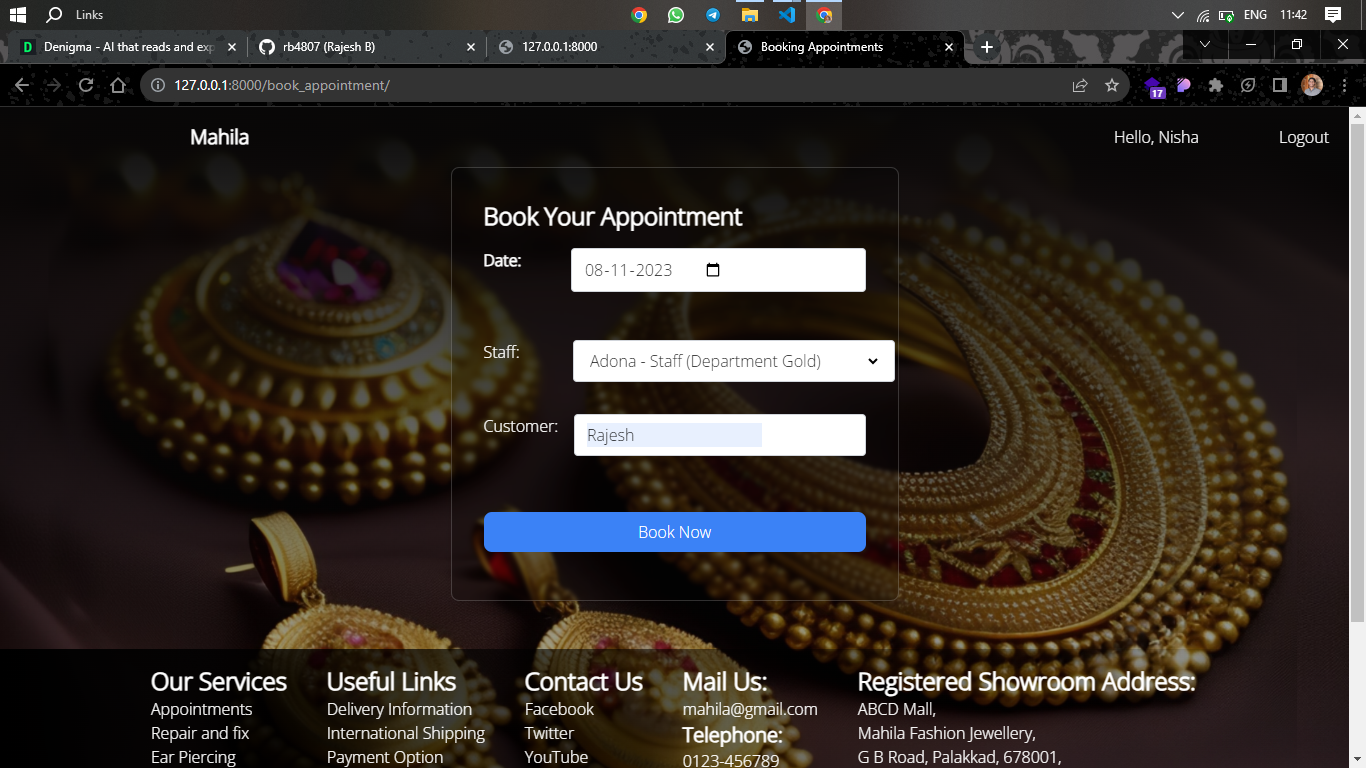 Links
ENG 11:42
Denigma - AI that reads and exp
rb4807 (Rajesh B)
127.0.0.1:8000
Booking Appointments
127.0.0.1:8000/book_appointment/
17
Mahila
Hello, Nisha
Logout
Book Your Appointment
Date: 08-11-2023
Staff: Adona - Staff (Department Gold)
Customer: Rajesh
Book Now
Our Services
Appointments
Repair and fix
Ear Piercing
Useful Links
Delivery Information
International Shipping
Payment Option
Contact Us
Facebook
Twitter
YouTube
Mail Us:
mahila@gmail.com
Telephone:
0123-456789
Registered Showroom Address:
ABCD Mall,
Mahila Fashion Jewellery,
G B Road, Palakkad, 678001,